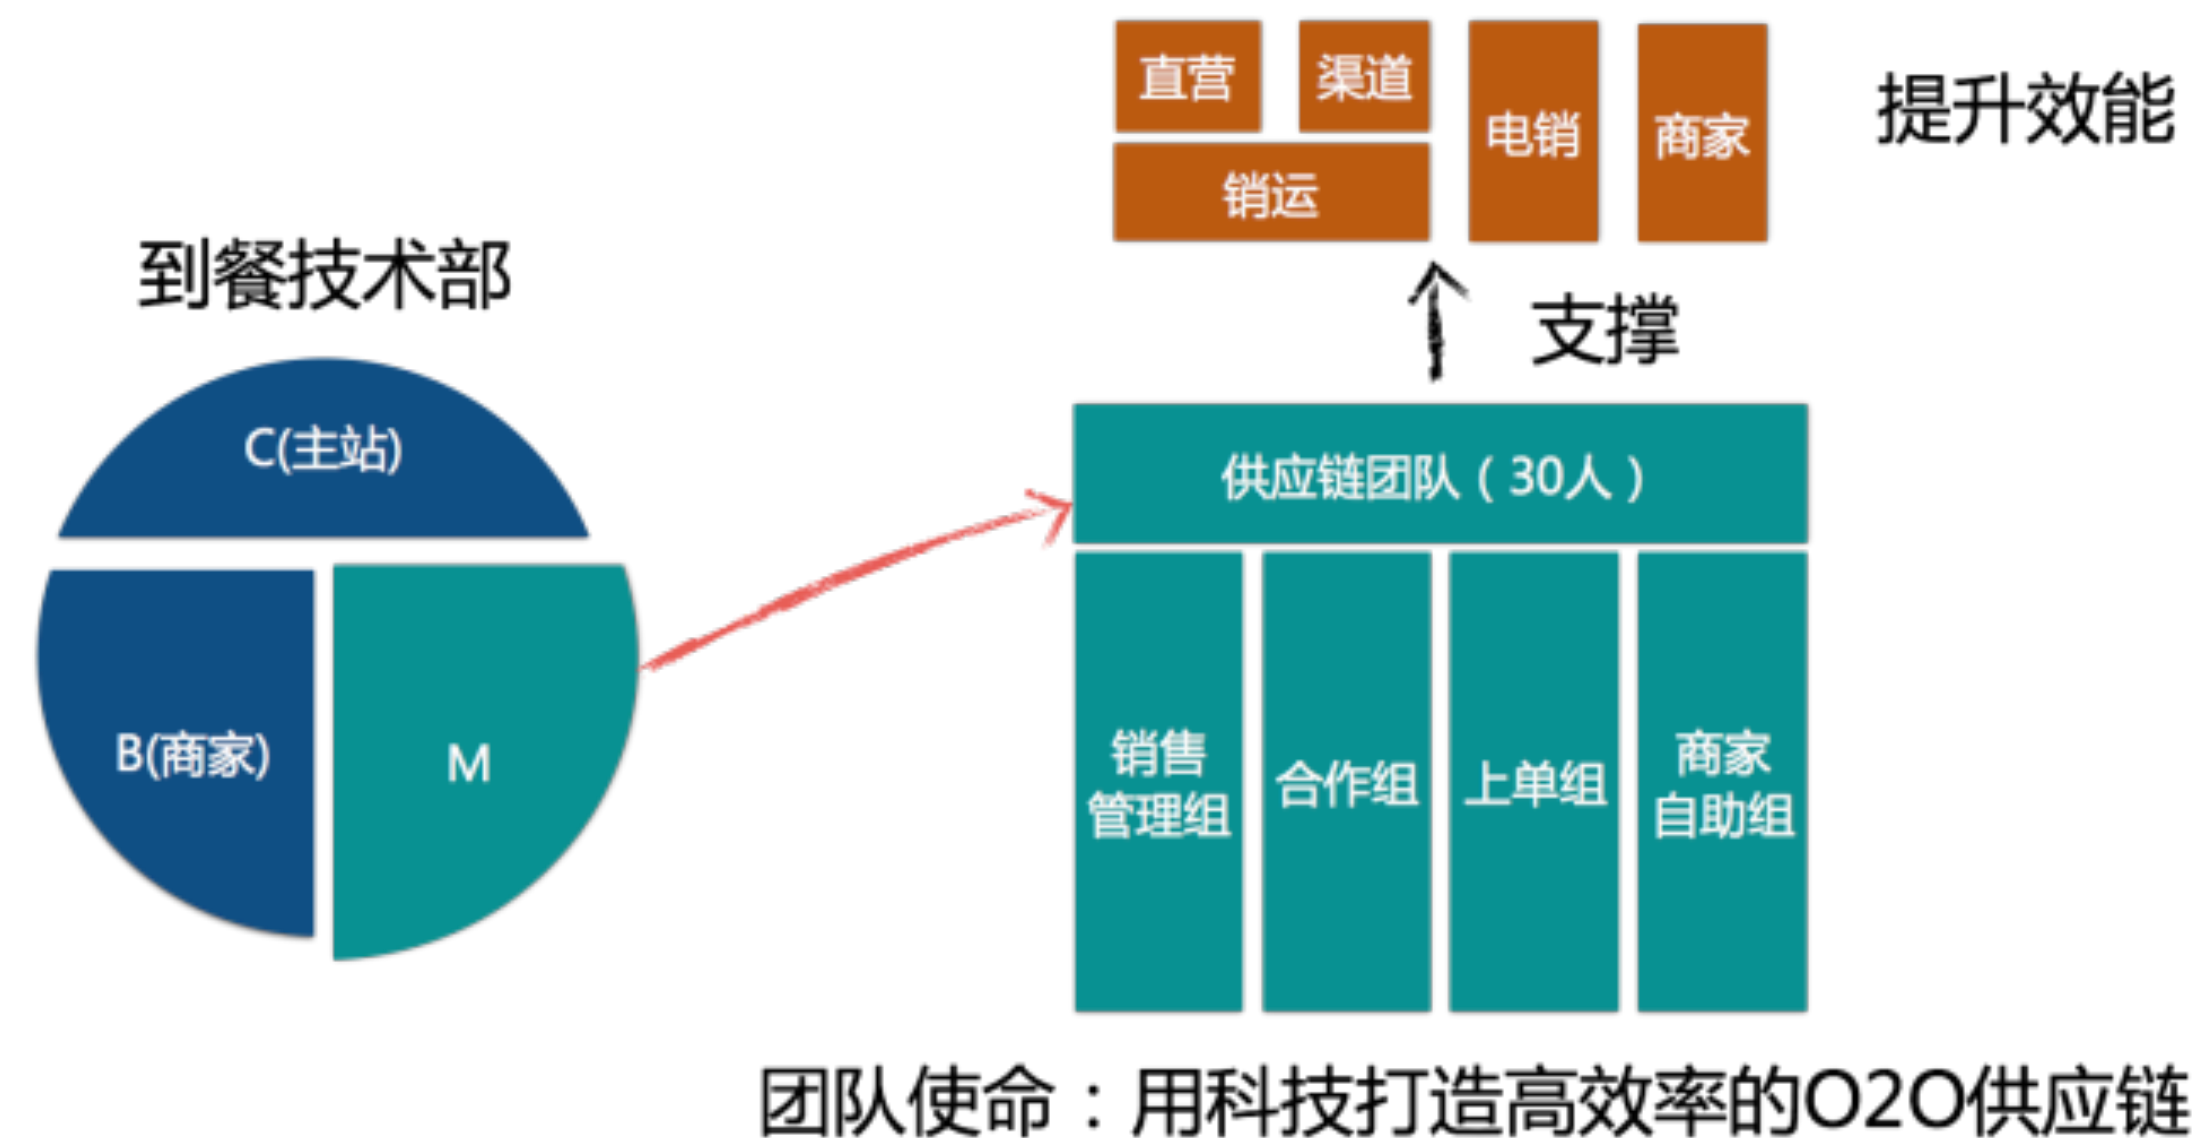 到餐技术部
C(主站)
B(商家)
M
直营
渠道
销运
电销
商家
提升效能
支撑
供应链团队（30人）
销售
管理组
合作组
上单组
商家
自助组
团队使命：用科技打造高效率的O2O供应链